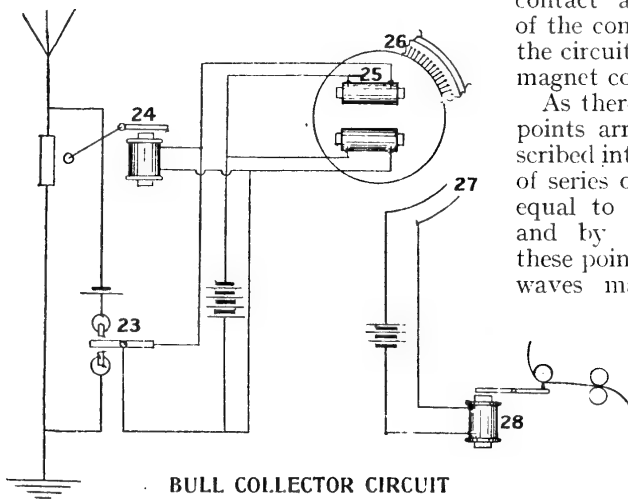 contact a
of the con
the circuit
magnet co
As ther
points arr
scribed int
of series o
equal to
and by
these poin
waves ma
26
25
24
27
23
28
BULL COLLECTOR CIRCUIT